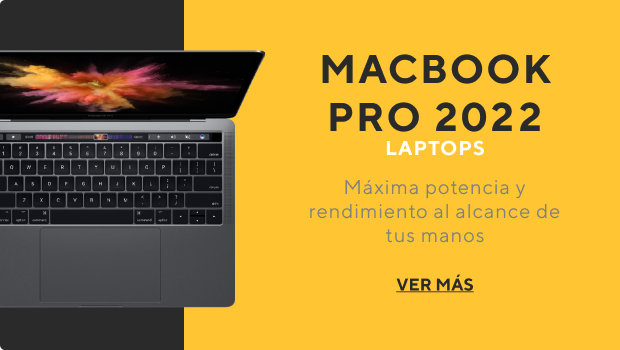 MACBOOK
PRO 2022
LAPTOPS
Máxima potencia y
rendimiento al alcance de
tus manos
VER MÁS